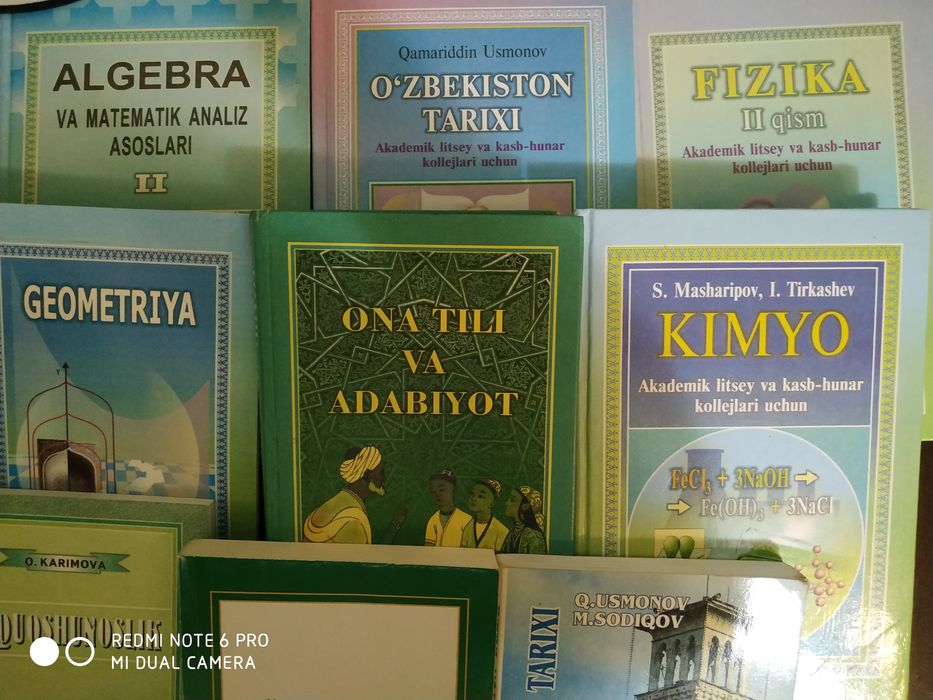 ALGEBRA
VA MATEMATIK ANALIZ
ASOSLARI
II
Qamariddin Usmonov
O‘ZBEKISTON
TARIXI
Akademik litsey va kasb-hunar
kollejlari uchun
FIZIKA
II qism
Akademik litsey va kasb-hunar
kollejlari uchun
GEOMETRIYA
Y
ONA TILI
VA
ADABIYOT
S. Masharipov, I. Tirkashev
KIMYO
Akademik litsey va kasb-hunar
kollejlari uchun
FeCl₃ + 3NaOH →
→ Fe(OH)₃ + 3NaCl
O. KARIMOVA
Q.USMONOV
M.SODIQOV
TARIXI
REDMI NOTE 6 PRO
MI DUAL CAMERA